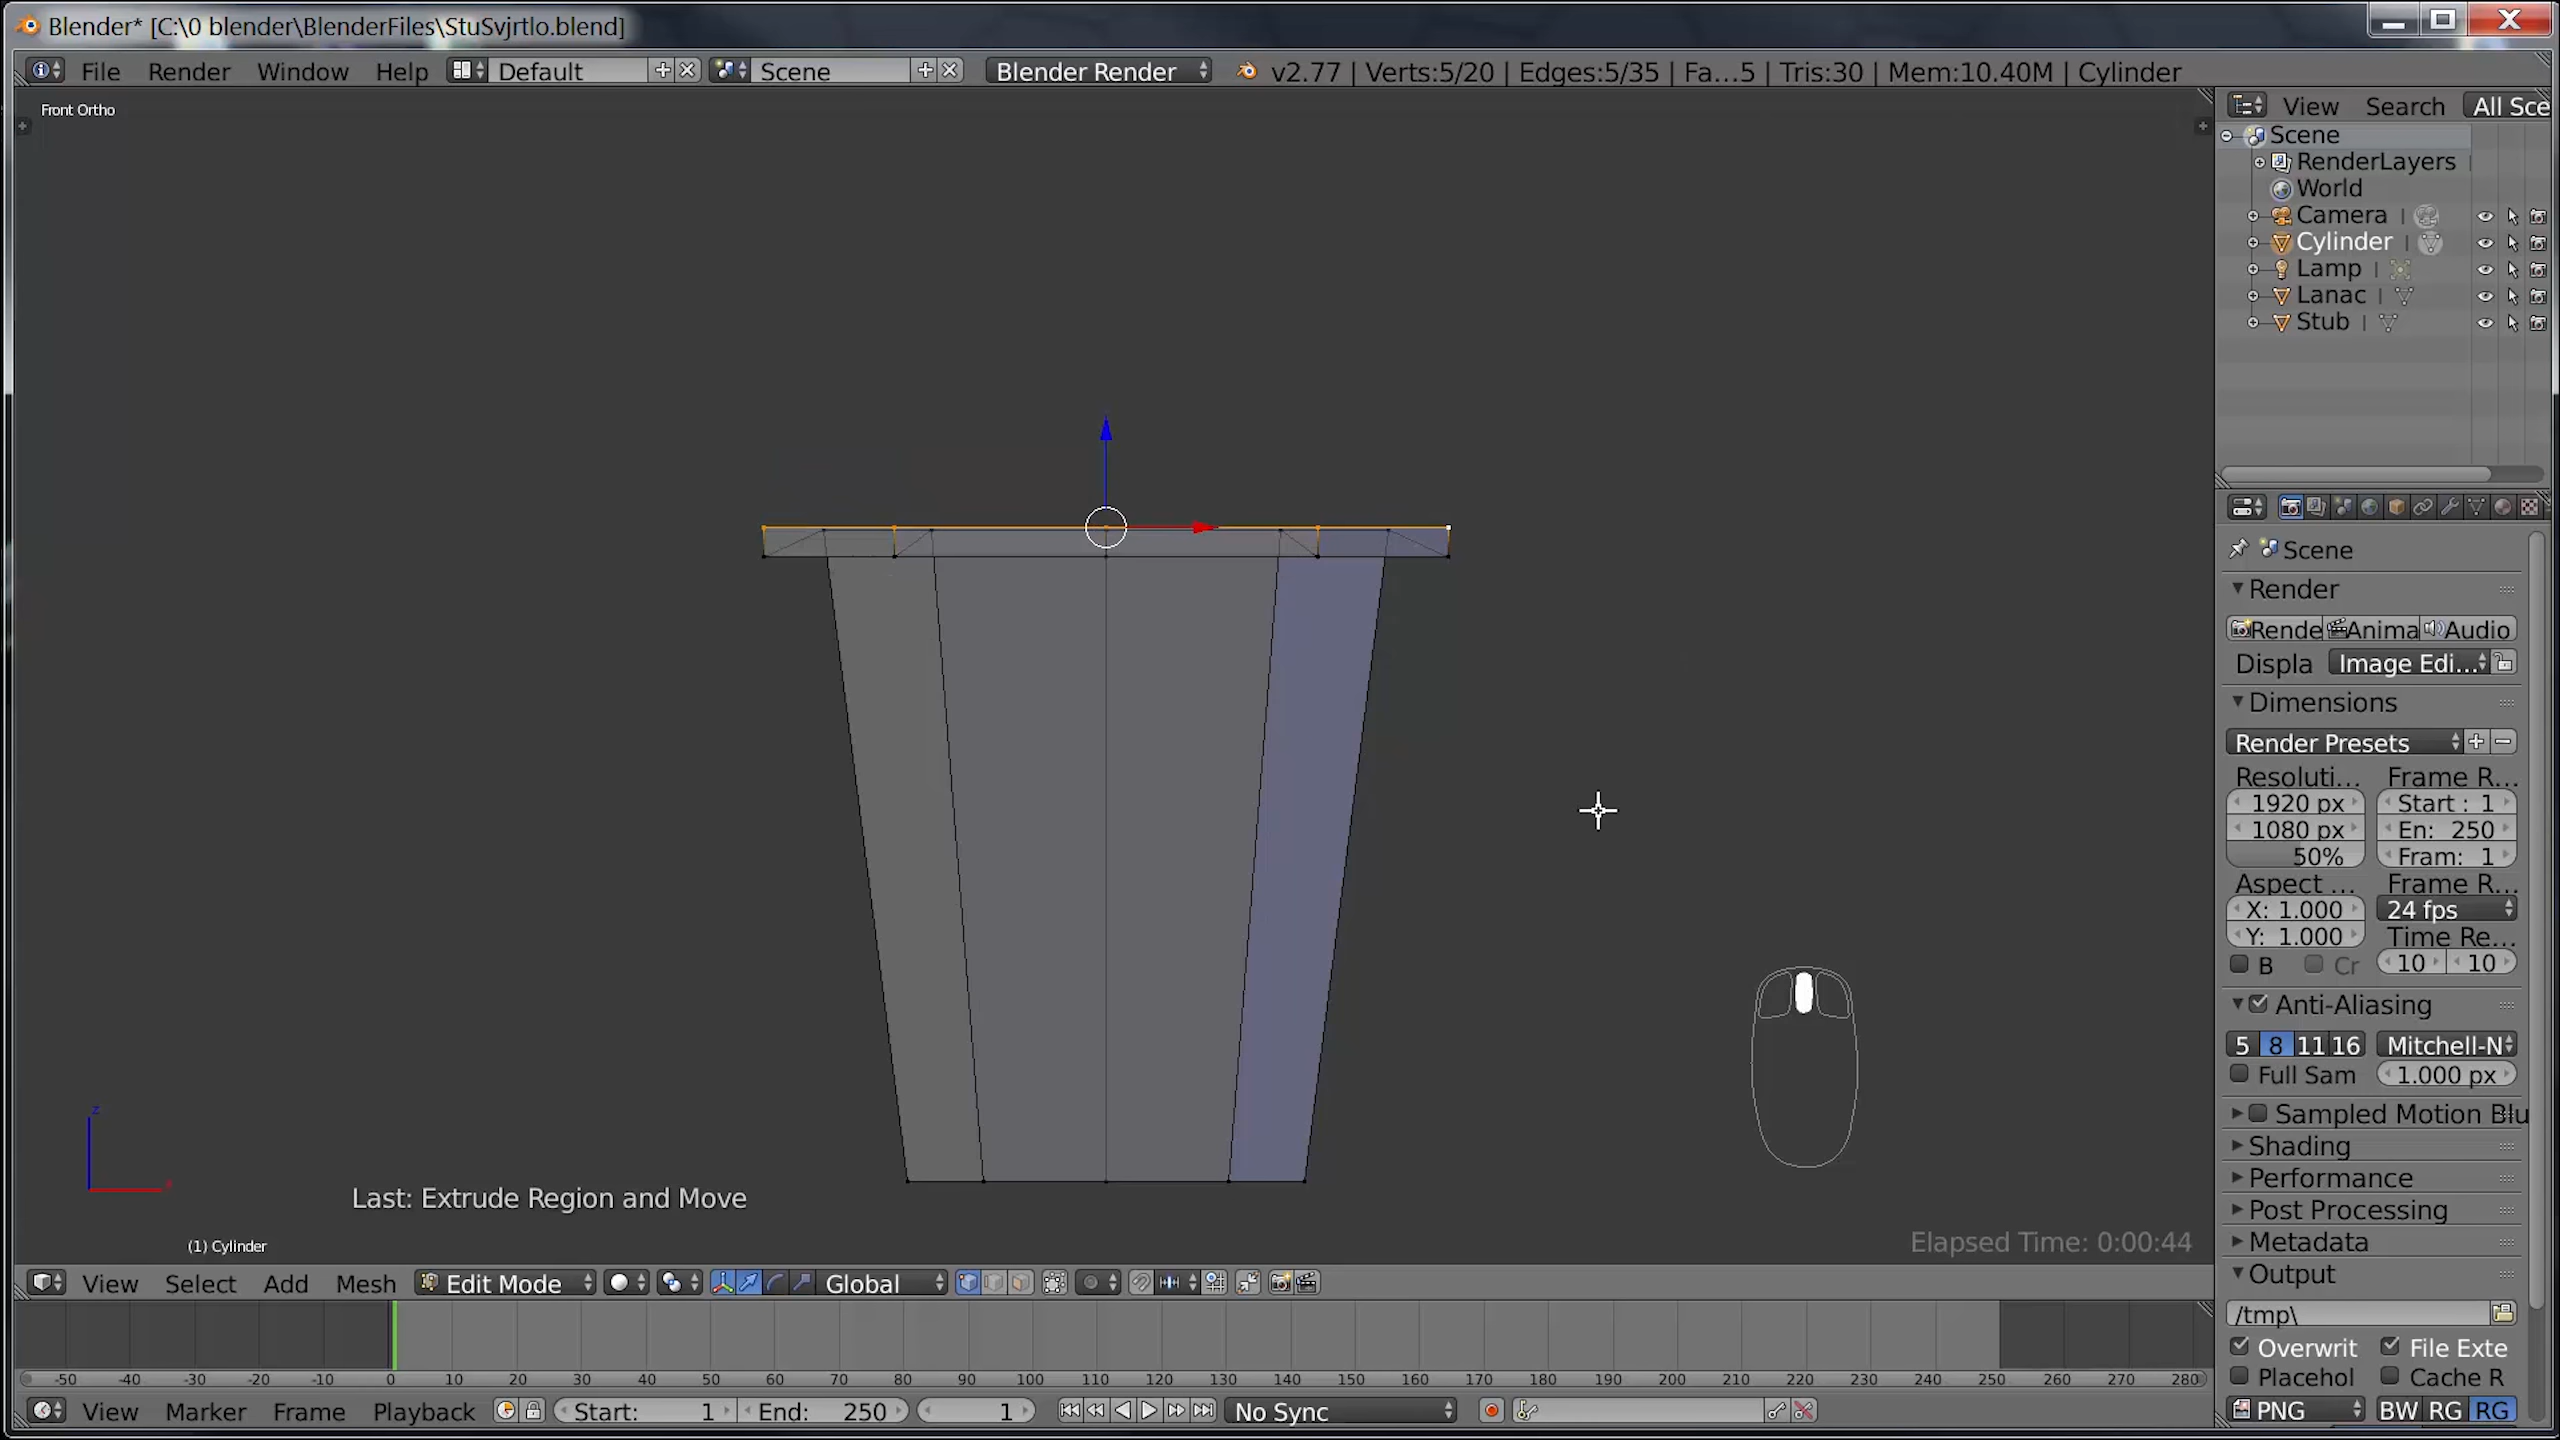 Blender* [C:\0 blender\BlenderFiles\StuSvjrtlo.blend]
File Render Window Help Default Scene Blender Render v2.77 | Verts:5/20 | Edges:5/35 | Fa...5 | Tris:30 | Mem:10.40M | Cylinder
Front Ortho
View Search All Sce
Scene
RenderLayers
World
Camera
Cylinder
Lamp
Lanac
Stub
Scene
Render
Rende Anima Audio
Displa Image Edi...
Dimensions
Render Presets
Resoluti... Frame R...
1920 px Start : 1
1080 px En: 250
50% Fram: 1
Aspect ... Frame R...
X: 1.000 24 fps
Y: 1.000 Time Re...
B Cr 10 10
Anti-Aliasing
5 8 11 16 Mitchell-N
Full Sam 1.000 px
Sampled Motion Blu
Shading
Performance
Post Processing
Metadata
Output
/tmp\
Overwrit File Exte
Placehol Cache R
PNG BW RG RG
z
x
Last: Extrude Region and Move
(1) Cylinder
Elapsed Time: 0:00:44
View Select Add Mesh Edit Mode Global
-50 -40 -30 -20 -10 0 10 20 30 40 50 60 70 80 90 100 110 120 130 140 150 160 170 180 190 200 210 220 230 240 250 260 270 280
View Marker Frame Playback Start: 1 End: 250 1 No Sync